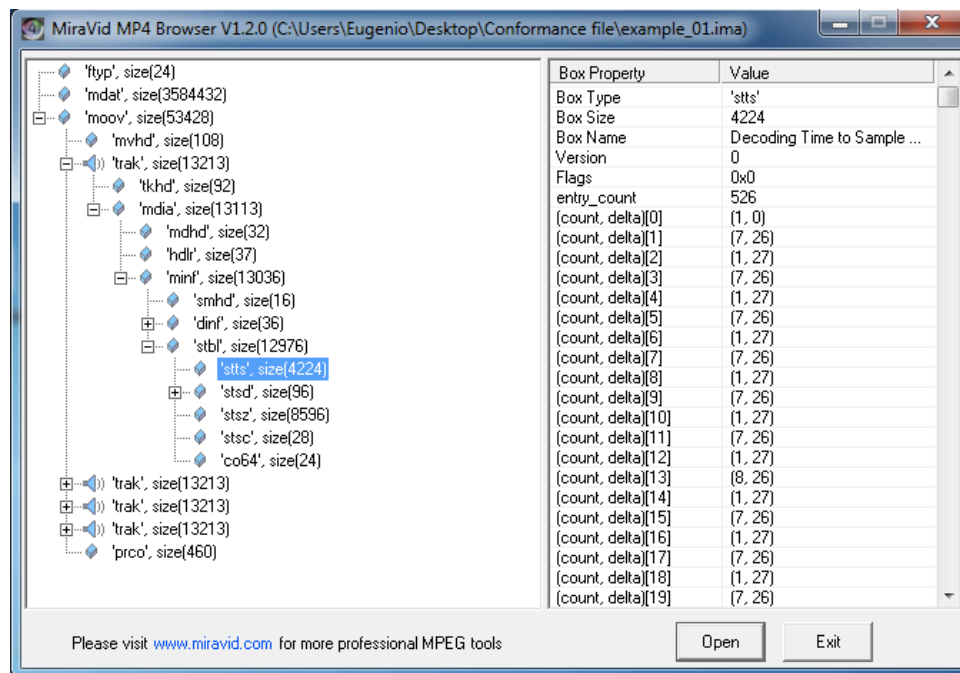 MiraVid MP4 Browser V1.2.0 (C:\Users\Eugenio\Desktop\Conformance file\example_01.ima)
'ftyp', size(24)
'mdat', size(3584432)
'moov', size(53428)
'mvhd', size(108)
'trak', size(13213)
'tkhd', size(92)
'mdia', size(13113)
'mdhd', size(32)
'hdlr', size(37)
'minf', size(13036)
'smhd', size(16)
'dinf', size(36)
'stbl', size(12976)
'stts', size(4224)
'stsd', size(96)
'stsz', size(8596)
'stsc', size(28)
'co64', size(24)
'trak', size(13213)
'trak', size(13213)
'trak', size(13213)
'prco', size(460)
Box Property Value
Box Type 'stts'
Box Size 4224
Box Name Decoding Time to Sample ...
Version 0
Flags 0x0
entry_count 526
(count, delta)[0] (1, 0)
(count, delta)[1] (7, 26)
(count, delta)[2] (1, 27)
(count, delta)[3] (7, 26)
(count, delta)[4] (1, 27)
(count, delta)[5] (7, 26)
(count, delta)[6] (1, 27)
(count, delta)[7] (7, 26)
(count, delta)[8] (1, 27)
(count, delta)[9] (7, 26)
(count, delta)[10] (1, 27)
(count, delta)[11] (7, 26)
(count, delta)[12] (1, 27)
(count, delta)[13] (8, 26)
(count, delta)[14] (1, 27)
(count, delta)[15] (7, 26)
(count, delta)[16] (1, 27)
(count, delta)[17] (7, 26)
(count, delta)[18] (1, 27)
(count, delta)[19] (7, 26)
Please visit www.miravid.com for more professional MPEG tools
Open Exit